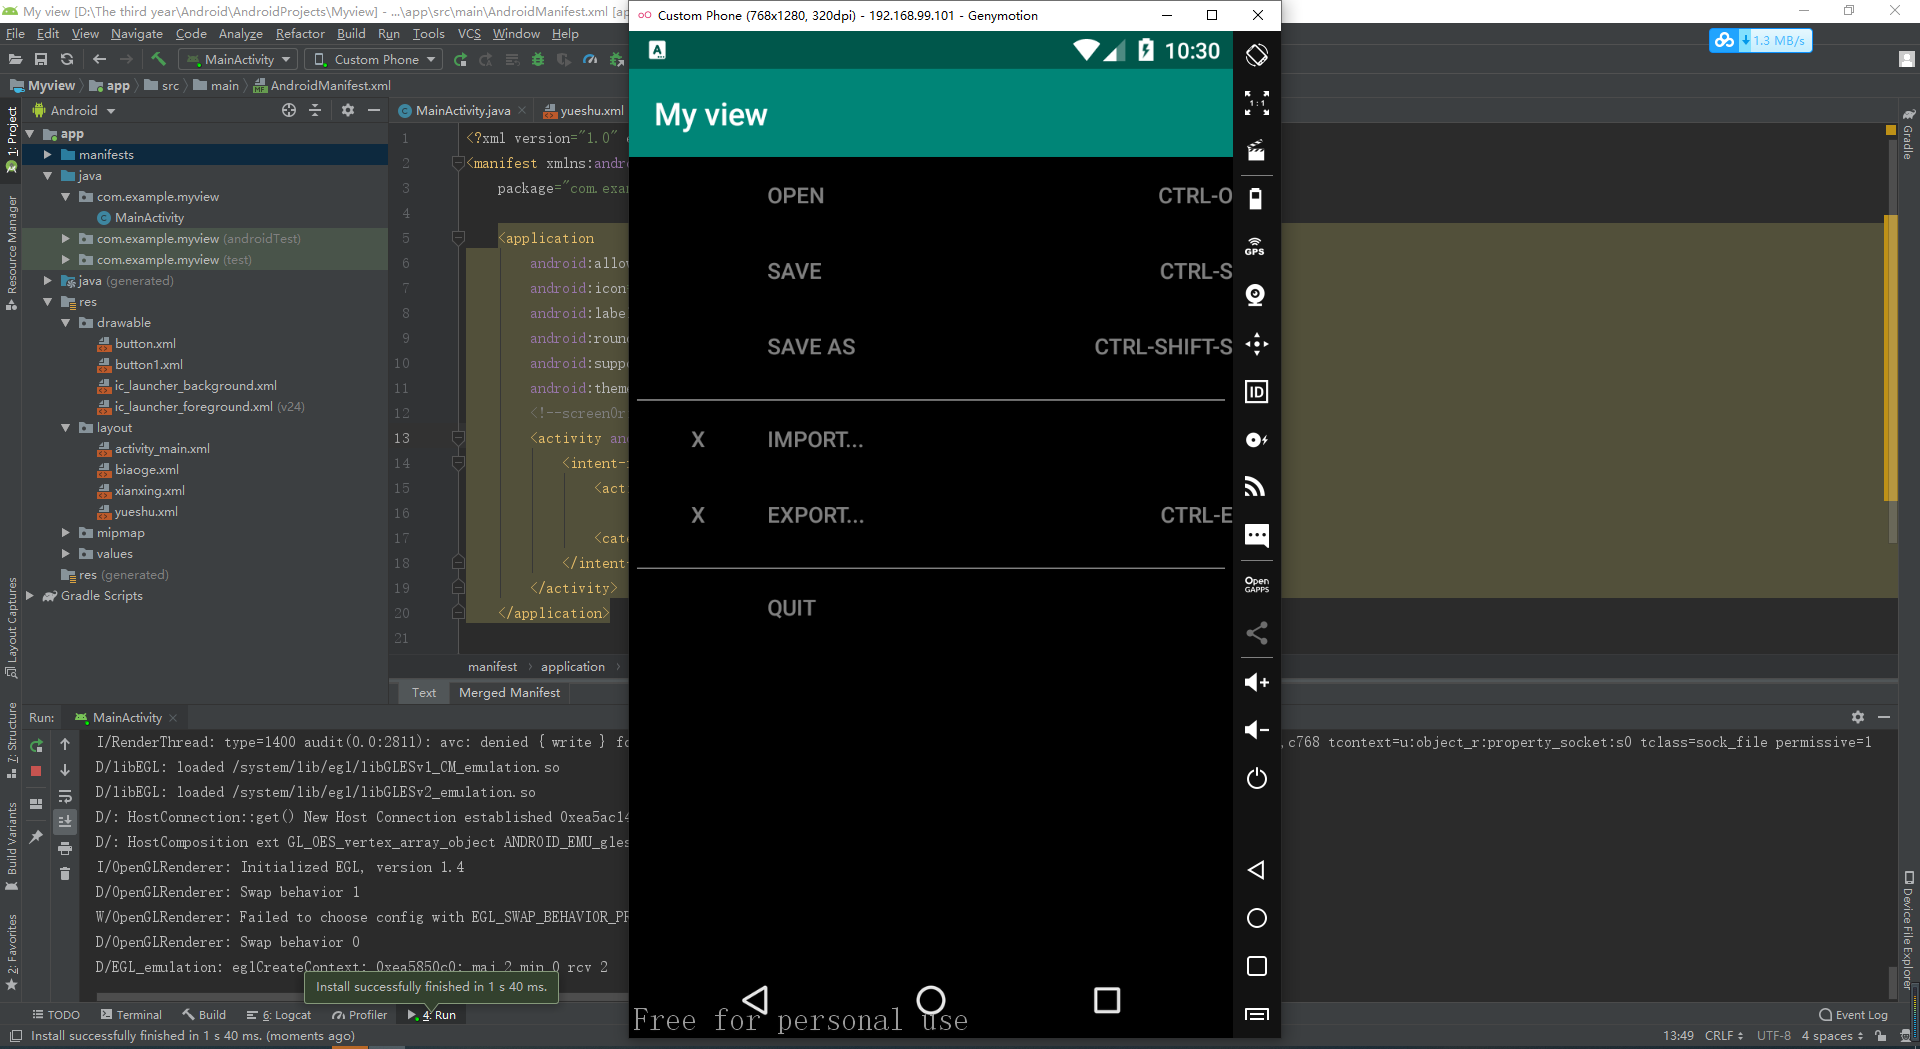 My view [D:\The third year\Android\AndroidProjects\Myview] - ...\app\src\main\AndroidManifest.xml [ap
File Edit View Navigate Code Analyze Refactor Build Run Tools VCS Window Help
MainActivity Custom Phone
Myview app src main AndroidManifest.xml
Android
MainActivity.java
yueshu.xml
1: Project
Resource Manager
Layout Captures
7: Structure
Build Variants
2: Favorites
app
manifests
java
com.example.myview
MainActivity
com.example.myview (androidTest)
com.example.myview (test)
java (generated)
res
drawable
button.xml
button1.xml
ic_launcher_background.xml
ic_launcher_foreground.xml (v24)
layout
activity_main.xml
biaoge.xml
xianxing.xml
yueshu.xml
mipmap
values
res (generated)
Gradle Scripts
1 <?xml version="1.0"
2 <manifest xmlns:andr
3 package="com.exam
4
5 <application
6 android:allow
7 android:icon
8 android:labe
9 android:roun
10 android:supp
11 android:them
12 <!--screenOr
13 <activity an
14 <intent-
15 <act
16
17 <cate
18 </intent-
19 </activity>
20 </application>
21
manifest application
Text Merged Manifest
Custom Phone (768x1280, 320dpi) - 192.168.99.101 - Genymotion
10:30
My view
OPEN CTRL-O
SAVE CTRL-S
SAVE AS CTRL-SHIFT-S
X IMPORT...
X EXPORT... CTRL-E
QUIT
Free for personal use
1:1
GPS
ID
Open
GAPPS
1.3 MB/s
Gradle
Device File Explorer
Run: MainActivity
I/RenderThread: type=1400 audit(0.0:2811): avc: denied { write } fo
,c768 tcontext=u:object_r:property_socket:s0 tclass=sock_file permissive=1
D/libEGL: loaded /system/lib/egl/libGLESv1_CM_emulation.so
D/libEGL: loaded /system/lib/egl/libGLESv2_emulation.so
D/: HostConnection::get() New Host Connection established 0xea5ac14
D/: HostComposition ext GL_OES_vertex_array_object ANDROID_EMU_gles
I/OpenGLRenderer: Initialized EGL, version 1.4
D/OpenGLRenderer: Swap behavior 1
W/OpenGLRenderer: Failed to choose config with EGL_SWAP_BEHAVIOR_PR
D/OpenGLRenderer: Swap behavior 0
D/EGL_emulation: eglCreateContext: 0xea5850c0: maj 2 min 0 rcv 2
Install successfully finished in 1 s 40 ms.
TODO Terminal Build 6: Logcat Profiler 4: Run Event Log
Install successfully finished in 1 s 40 ms. (moments ago)
13:49 CRLF UTF-8 4 spaces